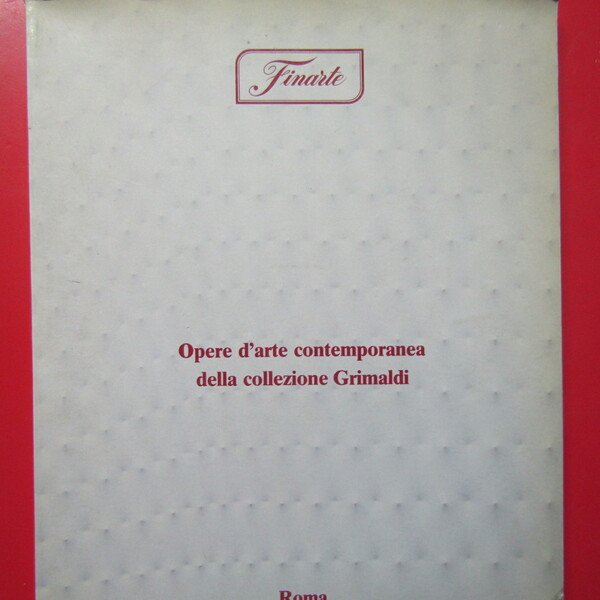 Finarte
Opere d'arte contemporanea
della collezione Grimaldi
Roma